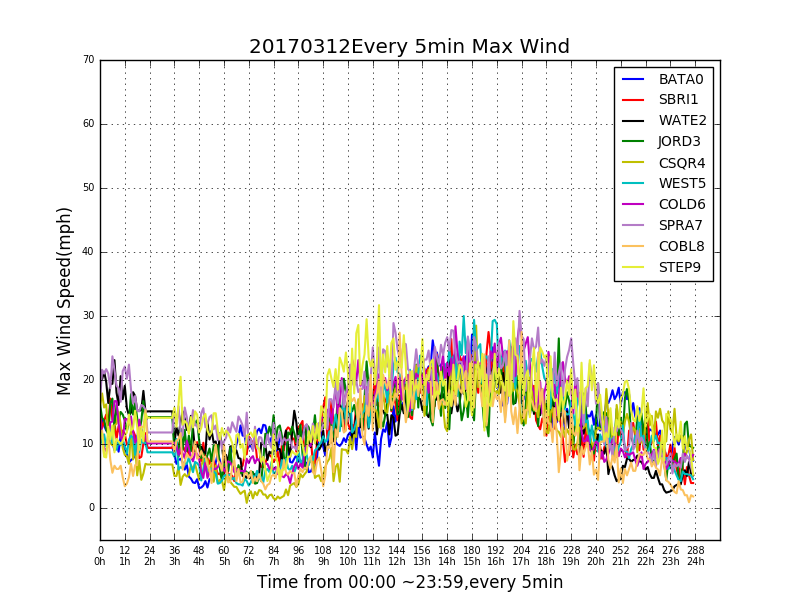 20170312Every 5min Max Wind
70
60
50
40
30
20
10
0
Max Wind Speed(mph)
BATA0
SBRI1
WATE2
JORD3
CSQR4
WEST5
COLD6
SPRA7
COBL8
STEP9
0 12 24 36 48 60 72 84 96 108 120 132 144 156 168 180 192 204 216 228 240 252 264 276 288
0h 1h 2h 3h 4h 5h 6h 7h 8h 9h 10h 11h 12h 13h 14h 15h 16h 17h 18h 19h 20h 21h 22h 23h 24h
Time from 00:00 ~23:59,every 5min